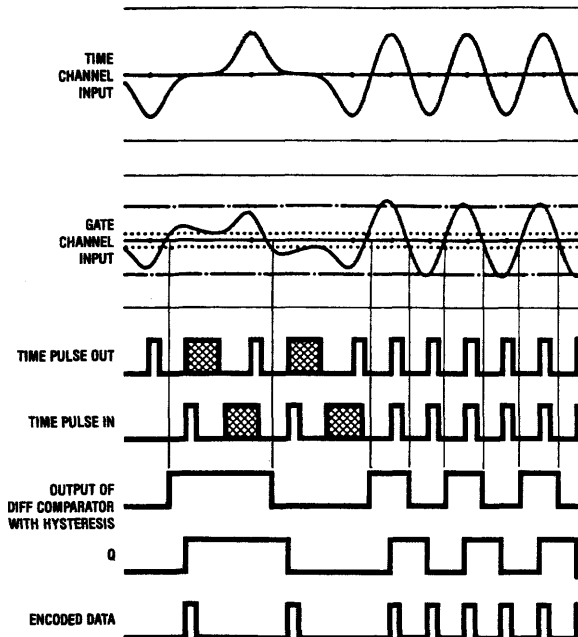 TIME
CHANNEL
INPUT
GATE
CHANNEL
INPUT
TIME PULSE OUT
TIME PULSE IN
OUTPUT OF
DIFF COMPARATOR
WITH HYSTERESIS
Q
ENCODED DATA